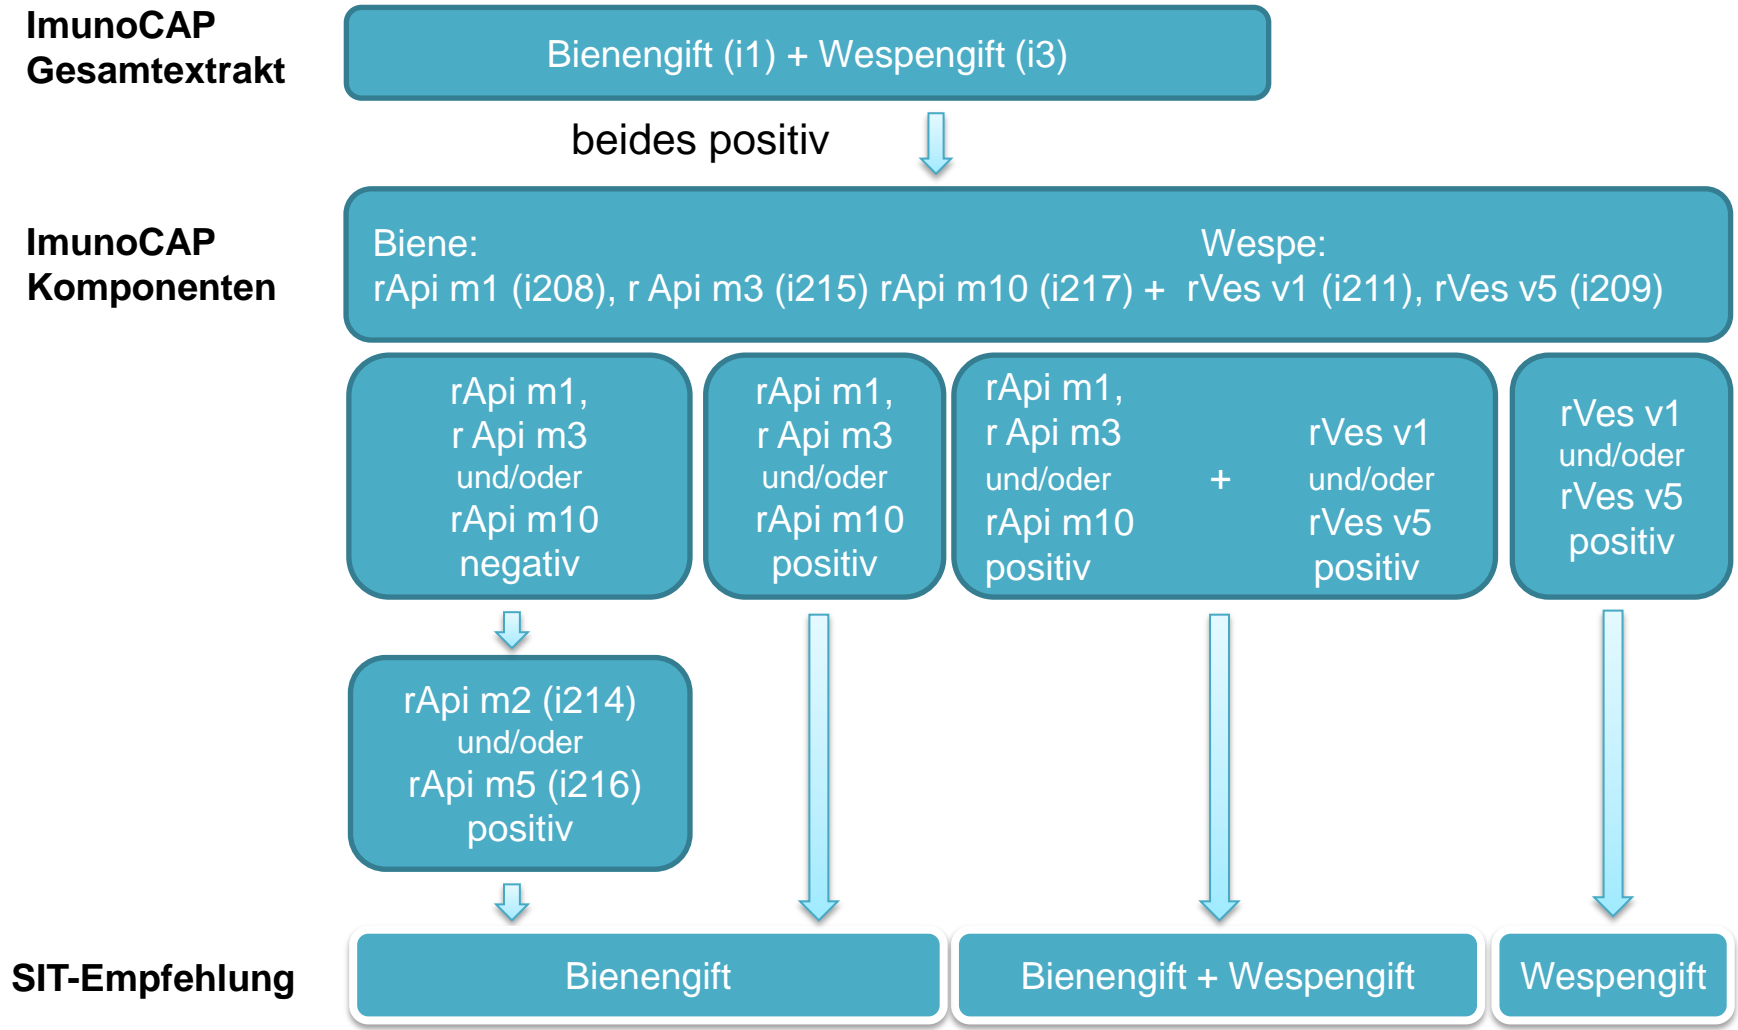 ImunoCAP
Gesamtextrakt
Bienengift (i1) + Wespengift (i3)
beides positiv
ImunoCAP
Komponenten
Biene:
Wespe:
rApi m1 (i208), r Api m3 (i215) rApi m10 (i217) + rVes v1 (i211), rVes v5 (i209)
rApi m1,
r Api m3
und/oder
rApi m10
negativ
rApi m1,
r Api m3
und/oder
rApi m10
positiv
rApi m1,
r Api m3
und/oder
rApi m10
positiv
+
rVes v1
und/oder
rVes v5
positiv
rVes v1
und/oder
rVes v5
positiv
rApi m2 (i214)
und/oder
rApi m5 (i216)
positiv
SIT-Empfehlung
Bienengift
Bienengift + Wespengift
Wespengift